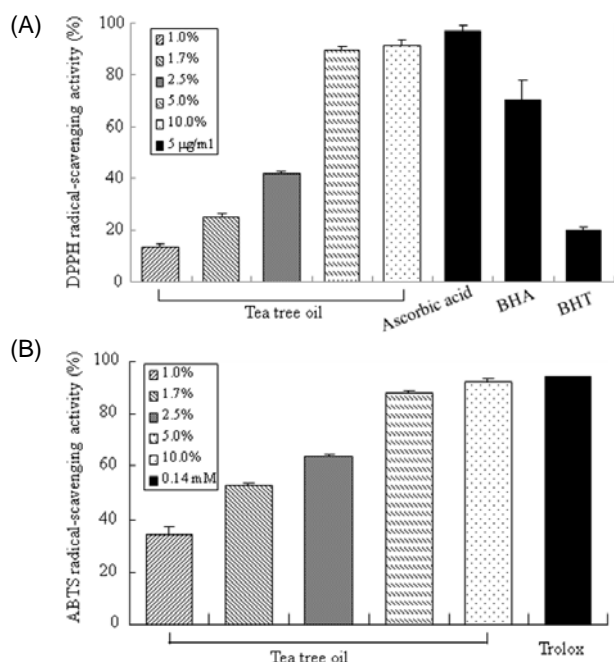 (A)
DPPH radical-scavenging activity (%)
100
80
60
40
20
0
1.0%
1.7%
2.5%
5.0%
10.0%
5 μg/m1
Tea tree oil
Ascorbic acid
BHA
BHT
(B)
ABTS radical-scavenging activity (%)
100
80
60
40
20
0
1.0%
1.7%
2.5%
5.0%
10.0%
0.14 mM
Tea tree oil
Trolox